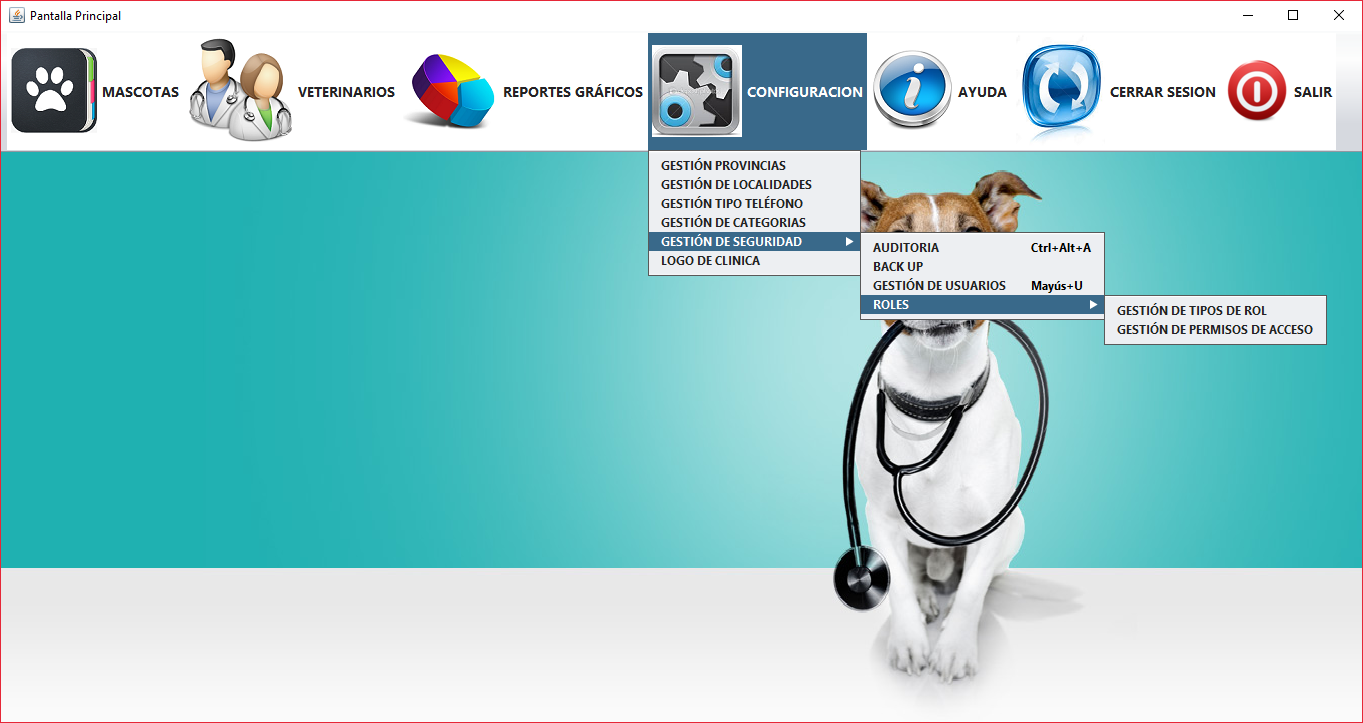 Pantalla Principal
MASCOTAS
VETERINARIOS
REPORTES GRÁFICOS
CONFIGURACION
AYUDA
CERRAR SESION
SALIR
GESTIÓN PROVINCIAS
GESTIÓN DE LOCALIDADES
GESTIÓN TIPO TELÉFONO
GESTIÓN DE CATEGORIAS
GESTIÓN DE SEGURIDAD
LOGO DE CLINICA
AUDITORIA Ctrl+Alt+A
BACK UP
GESTIÓN DE USUARIOS Mayús+U
ROLES
GESTIÓN DE TIPOS DE ROL
GESTIÓN DE PERMISOS DE ACCESO